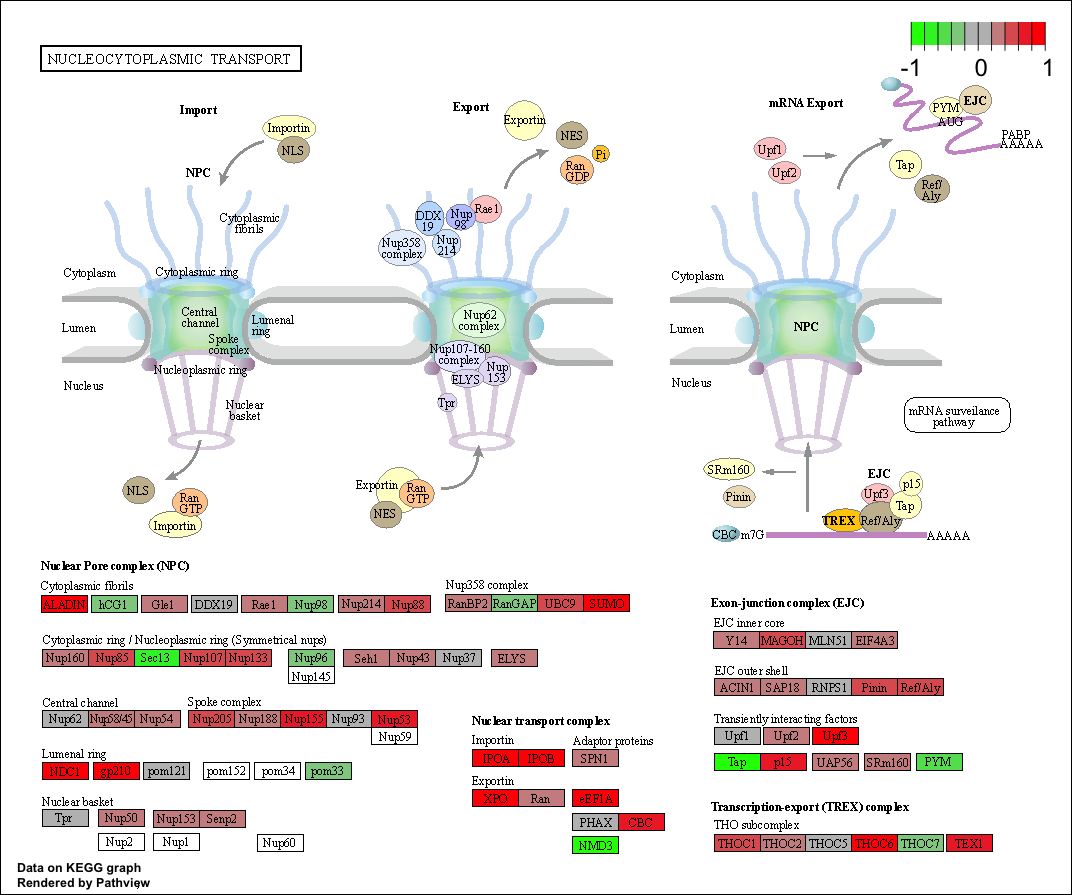 NUCLEOCYTOPLASMIC TRANSPORT
-1 0 1
Import
Importin
NLS
NPC
Cytoplasmic
fibrils
Cytoplasm
Cytoplasmic ring
Central
channel
Lumenal
ring
Lumen
Spoke
complex
Nucleoplasmic ring
Nucleus
Nuclear
basket
NLS
Ran
GTP
Importin
Export
Exportin
NES
Pi
Ran
GDP
DDX
19
Nup
98
Rae1
Nup358
complex
Nup
214
Nup62
complex
Nup107-160
complex
Nup
153
ELYS
Tpr
Exportin
Ran
GTP
NES
mRNA Export
PYM
EJC
AUG
PABP
AAAAA
Upf1
Upf2
Tap
Ref/
Aly
Cytoplasm
Lumen
NPC
Nucleus
mRNA surveilance
pathway
SRm160
Pinin
EJC
Upf3
p15
Tap
TREX
Ref/Aly
CBC
m7G
AAAAA
Nuclear Pore complex (NPC)
Cytoplasmic fibrils
ALADIN hCG1 Gle1 DDX19 Rae1 Nup98 Nup214 Nup88
Nup358 complex
RanBP2 RanGAP UBC9 SUMO
Cytoplasmic ring / Nucleoplasmic ring (Symmetrical nups)
Nup160 Nup85 Sec13 Nup107 Nup133 Nup96 Seh1 Nup43 Nup37 ELYS
Nup145
Central channel
Nup62 Nup58/45 Nup54
Spoke complex
Nup205 Nup188 Nup155 Nup93 Nup53
Nup59
Lumenal ring
NDC1 gp210 pom121 pom152 pom34 pom33
Nuclear basket
Tpr Nup50 Nup153 Senp2
Nup2 Nup1 Nup60
Nuclear transport complex
Importin
IPOA IPOB
Adaptor proteins
SPN1
Exportin
XPO Ran eEF1A
PHAX CBC
NMD3
Exon-junction complex (EJC)
EJC inner core
Y14 MAGOH MLN51 EIF4A3
EJC outer shell
ACIN1 SAP18 RNPS1 Pinin Ref/Aly
Transiently interacting factors
Upf1 Upf2 Upf3
Tap p15 UAP56 SRm160 PYM
Transcription-export (TREX) complex
THO subcomplex
THOC1 THOC2 THOC5 THOC6 THOC7 TEX1
Data on KEGG graph
Rendered by Pathview